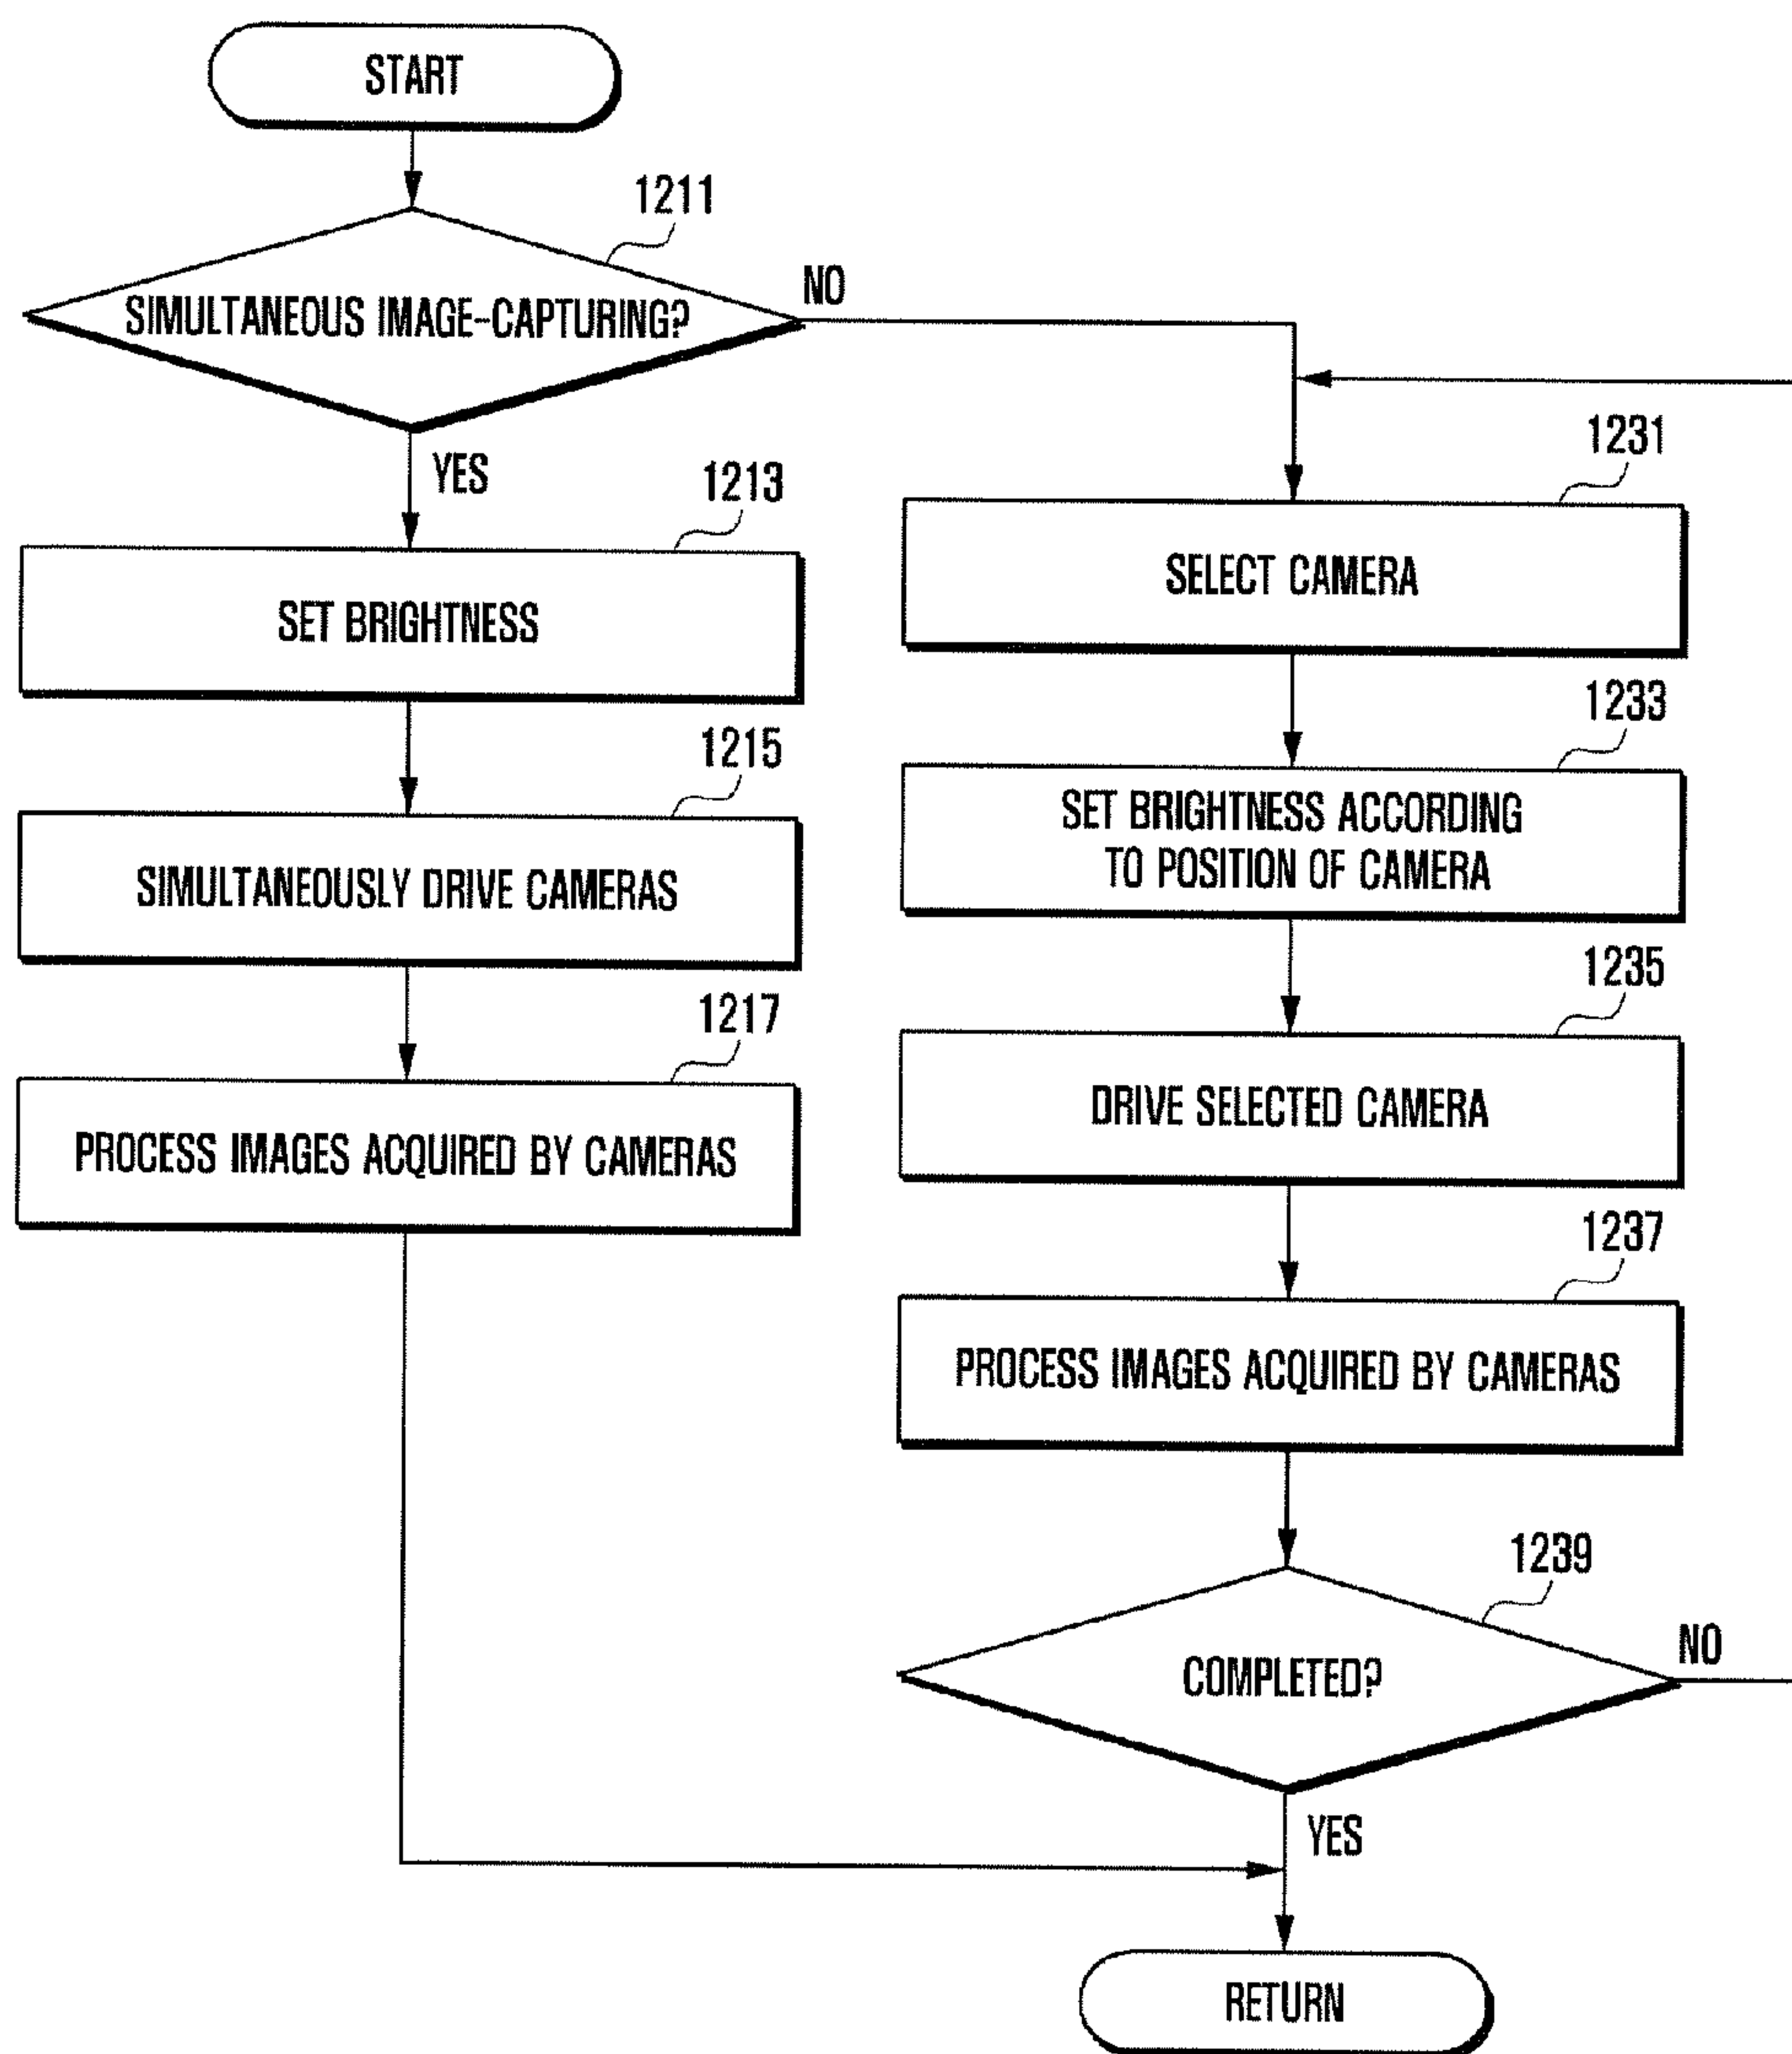 START
1211
SIMULTANEOUS IMAGE-CAPTURING?
NO
YES
1213
SET BRIGHTNESS
1215
SIMULTANEOUSLY DRIVE CAMERAS
1217
PROCESS IMAGES ACQUIRED BY CAMERAS
1231
SELECT CAMERA
1233
SET BRIGHTNESS ACCORDING
TO POSITION OF CAMERA
1235
DRIVE SELECTED CAMERA
1237
PROCESS IMAGES ACQUIRED BY CAMERAS
1239
COMPLETED?
NO
YES
RETURN